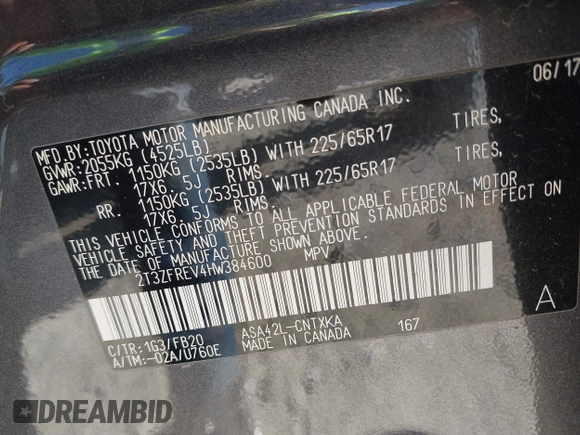 06/17
MFD.BY:TOYOTA MOTOR MANUFACTURING CANADA INC.
GVWR:2055KG (4525LB)
GAWR:FRT. 1150KG (2535LB) WITH 225/65R17 TIRES,
17X6. 5J RIMS.
RR. 1150KG (2535LB) WITH 225/65R17 TIRES,
17X6. 5J RIMS.
THIS VEHICLE CONFORMS TO ALL APPLICABLE FEDERAL MOTOR
VEHICLE SAFETY AND THEFT PREVENTION STANDARDS IN EFFECT ON
THE DATE OF MANUFACTURE SHOWN ABOVE.
2T3ZFREV4HW384600 MPV
A
C/TR:1G3/FB20 ASA42L-CNTXKA 167
A/TM:-02A/U760E MADE IN CANADA
DREAMBID